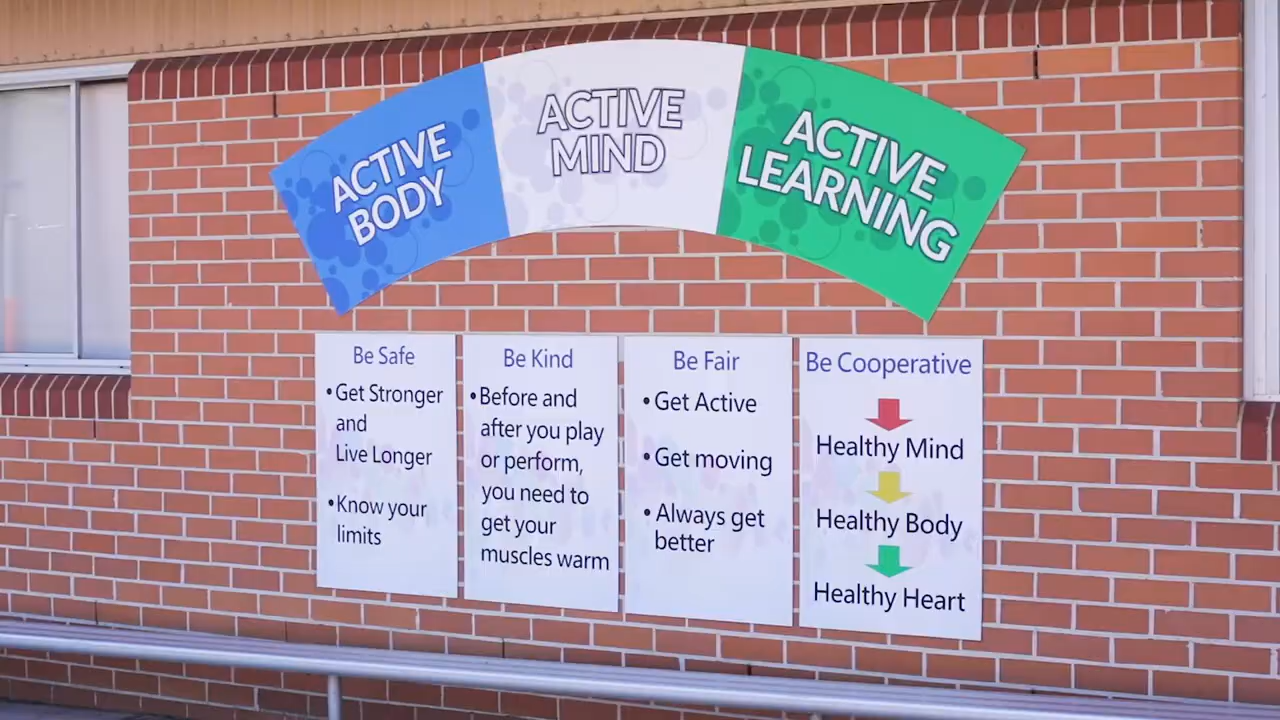 ACTIVE
BODY
ACTIVE
MIND
ACTIVE
LEARNING
Be Safe
• Get Stronger
and
Live Longer
• Know your
limits
Be Kind
• Before and
after you play
or perform,
you need to
get your
muscles warm
Be Fair
• Get Active
• Get moving
• Always get
better
Be Cooperative
Healthy Mind
Healthy Body
Healthy Heart